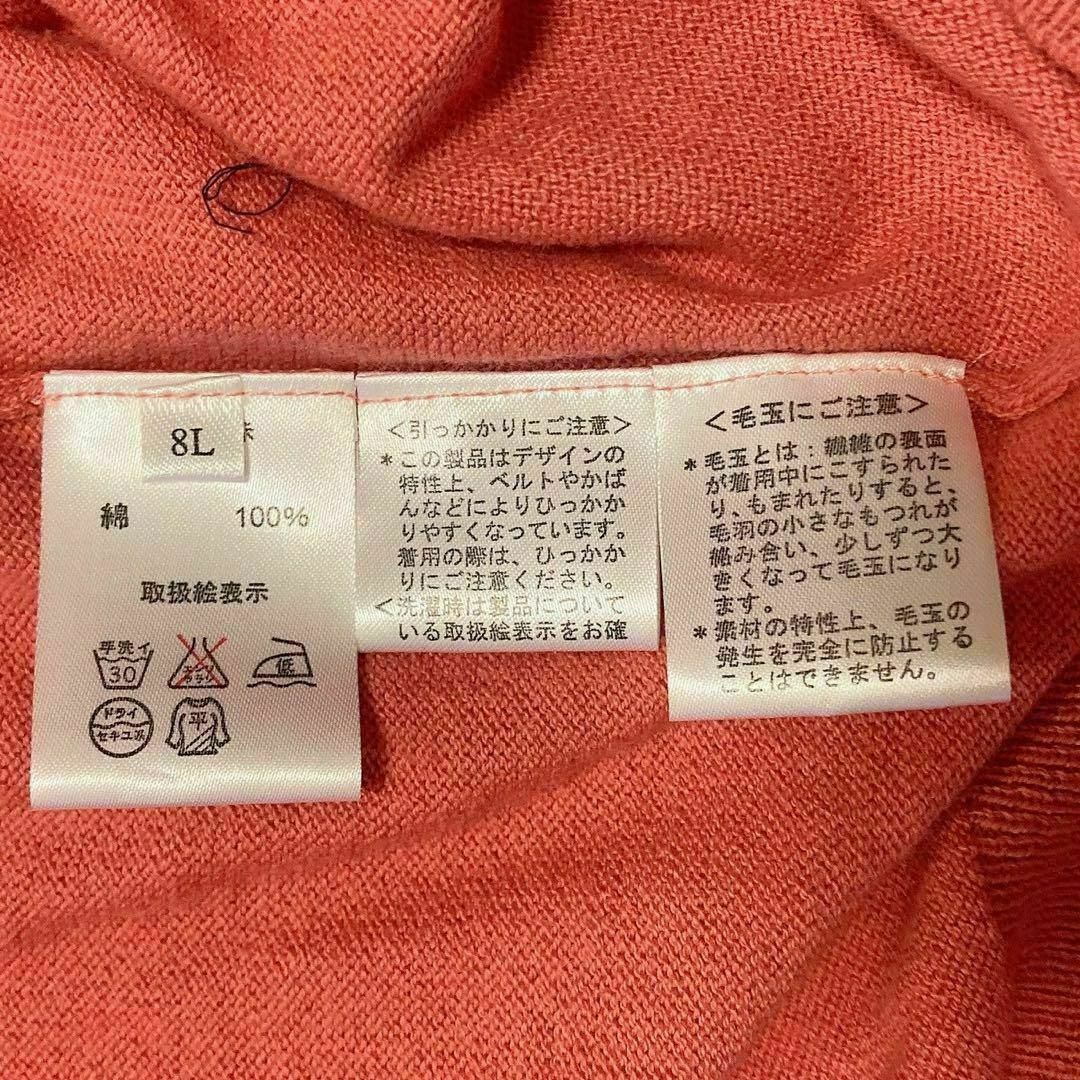 8L
綿 100%
取扱絵表示
手洗イ
30
エンソ
サラシ
低
ドライ
セキユ系
平
<引っかかりにご注意>
*この製品はデザインの
特性上、ベルトやかば
んなどによりひっかか
りやすくなっています。
着用の際は、ひっかか
りにご注意ください。
<洗濯時は製品について
いる取扱絵表示をお確
<毛玉にご注意>
*毛玉とは:繊維の表面
が着用中にこすられた
り、もまれたりすると、
毛羽の小さなもつれが
絡み合い、少しずつ大
きくなって毛玉になり
ます。
*素材の特性上、毛玉の
発生を完全に防止する
ことはできません。